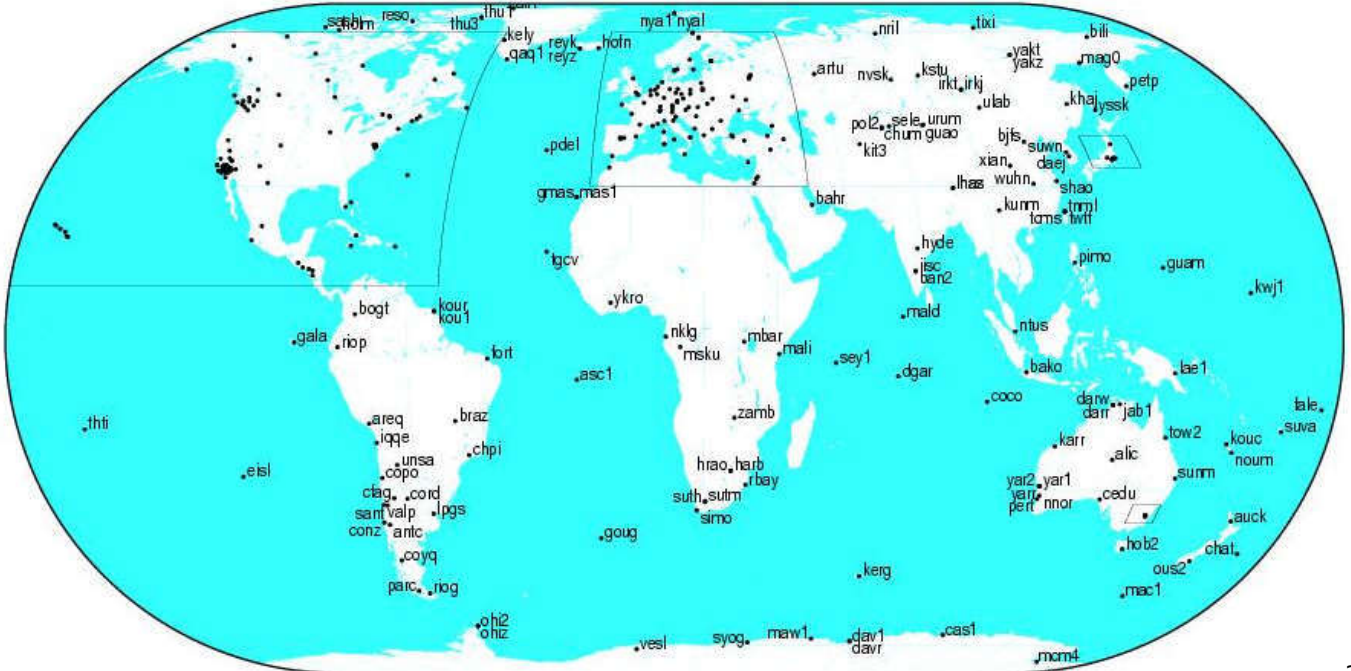 sash reso thu1
holm thu3
nya1 nyal
kely reyk hofn
qaq1 reyz
nril tixi bili
yakt mag0
yakz
artu nvsk kstu irkt irkj petp
ulab khaj yssk
pol2 sele urum
chum guao
kit3 bjfs suwn
xian daej
pdel
gmas mas1 bahr lhaz wuhn shao
kunm tnml
tcms twtf
hyde
iisc
ban2
pimo guam
tgcv
kwj1
ykro
bogt kour
kou1
mald
gala riop
nklg mbar ntus
msku mali
fort sey1
asc1 dgar bako lae1
coco
darw jab1
darr
tale
thti areq braz zamb suva
iqqe tow2 kouc
karr noum
chpi alic
unsa
eisl copo hrao harb sunm
rbay yar2 yar1
cfag cord suth sutm yarr cedu
sant valp lpgs pert nnor
simo
conz antc auck
goug
hob2 chat
coyq ous2
kerg
parc riog mac1
ohi2
ohiz
vesl syog maw1 dav1 cas1
davr
mcm4